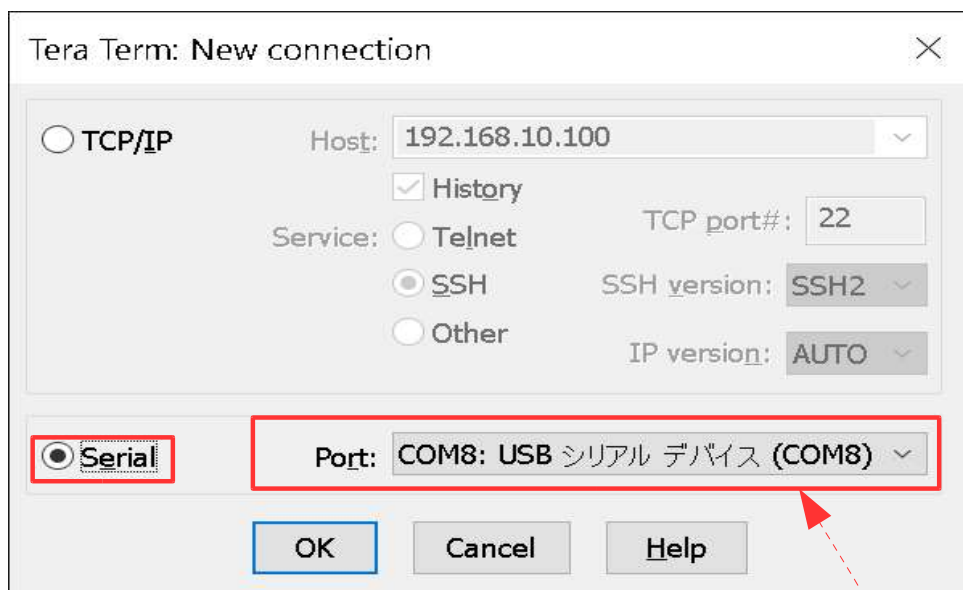 Tera Term: New connection
TCP/IP
Host: 192.168.10.100
History
Service: Telnet
TCP port#: 22
SSH
SSH version: SSH2
Other
IP version: AUTO
Serial
Port: COM8: USB シリアル デバイス (COM8)
OK Cancel Help